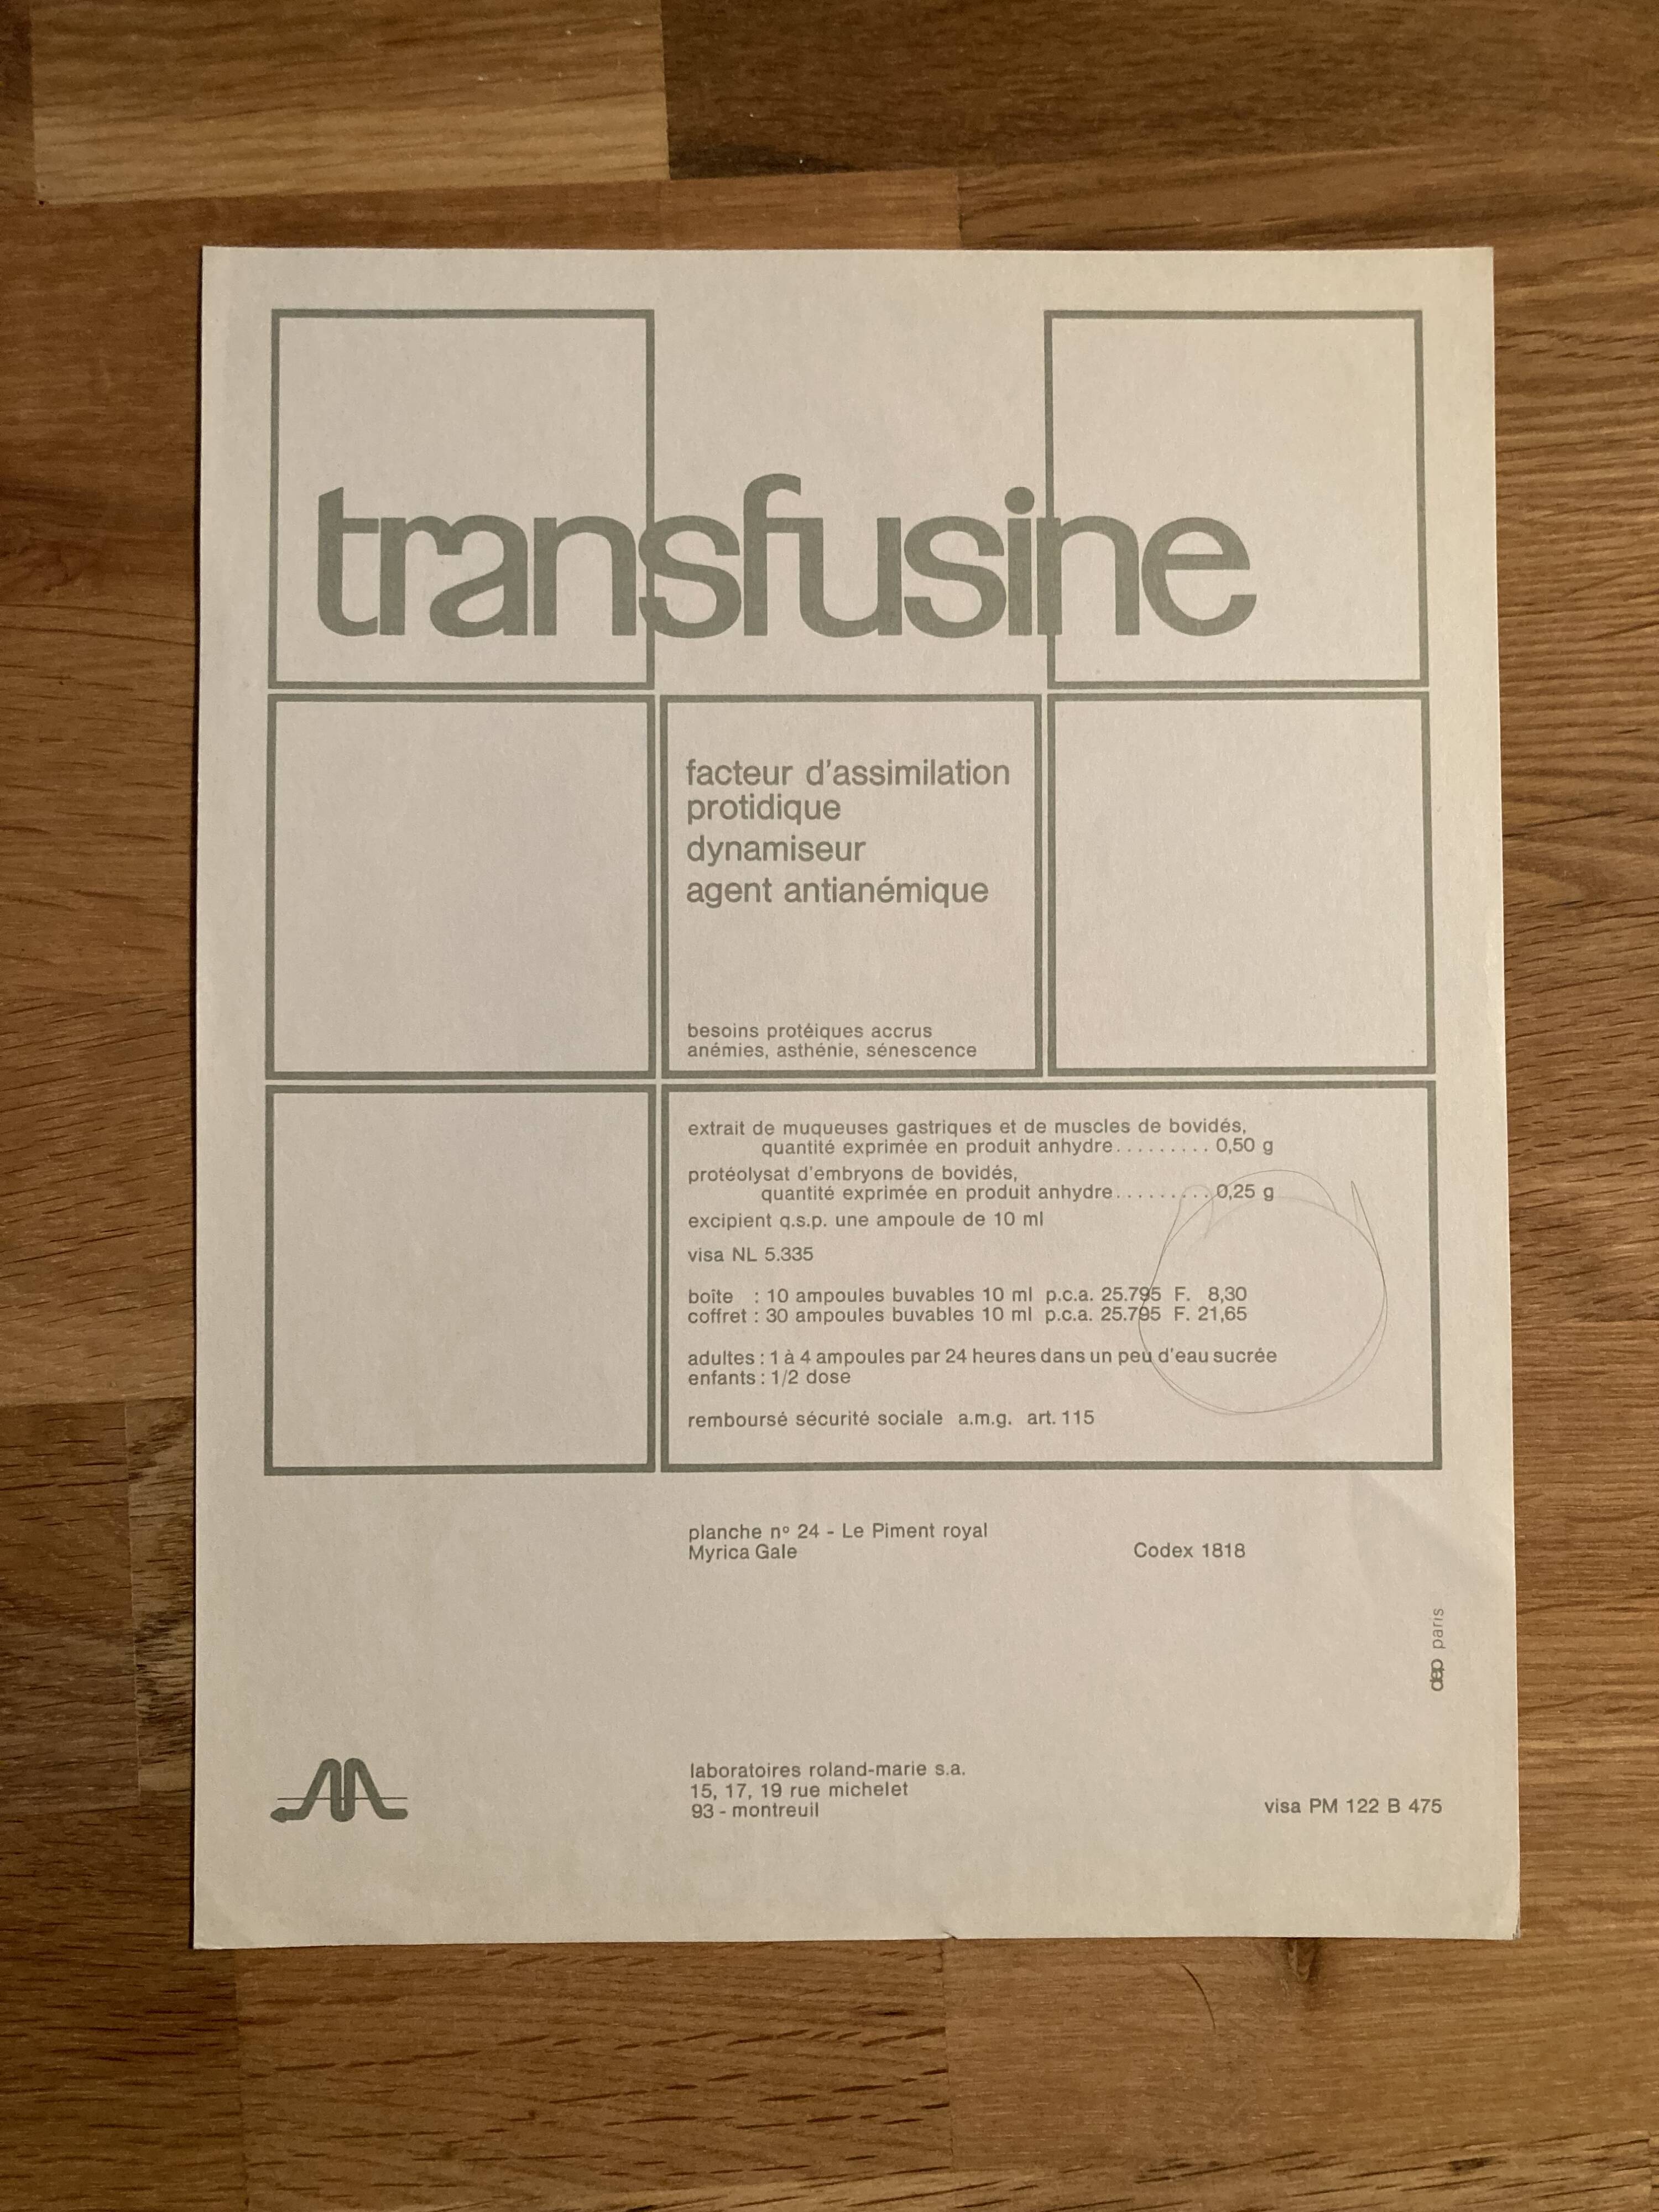 transfusine
facteur d'assimilation
protidique
dynamiseur
agent antianémique
besoins protéiques accrus
anémies, asthénie, sénescence
extrait de muqueuses gastriques et de muscles de bovidés,
quantité exprimée en produit anhydre......... 0,50 g
protéolysat d'embryons de bovidés,
quantité exprimée en produit anhydre......... 0,25 g
excipient q.s.p. une ampoule de 10 ml
visa NL 5.335
boîte : 10 ampoules buvables 10 ml p.c.a. 25.795 F. 8,30
coffret : 30 ampoules buvables 10 ml p.c.a. 25.795 F. 21,65
adultes : 1 à 4 ampoules par 24 heures dans un peu d'eau sucrée
enfants : 1/2 dose
remboursé sécurité sociale a.m.g. art. 115
planche nº 24 - Le Piment royal
Myrica Gale
Codex 1818
dep paris
laboratoires roland-marie s.a.
15, 17, 19 rue michelet
93 - montreuil
visa PM 122 B 475